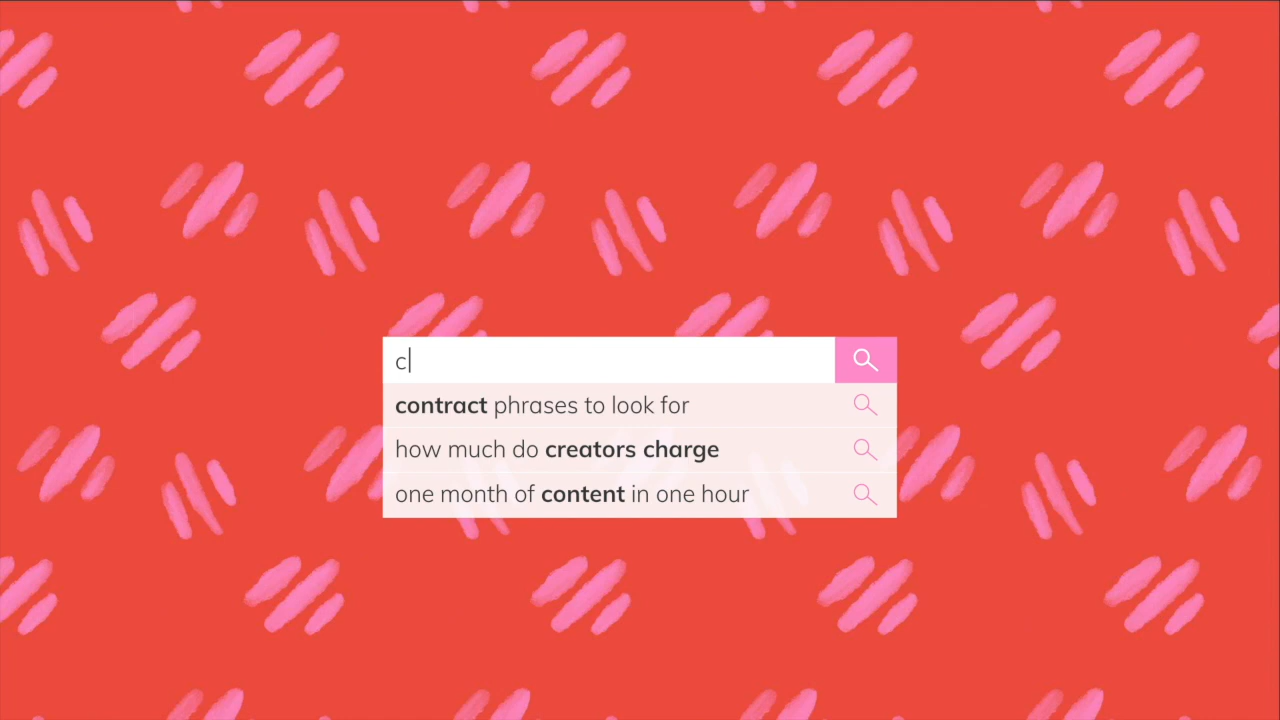 c
contract phrases to look for
how much do creators charge
one month of content in one hour